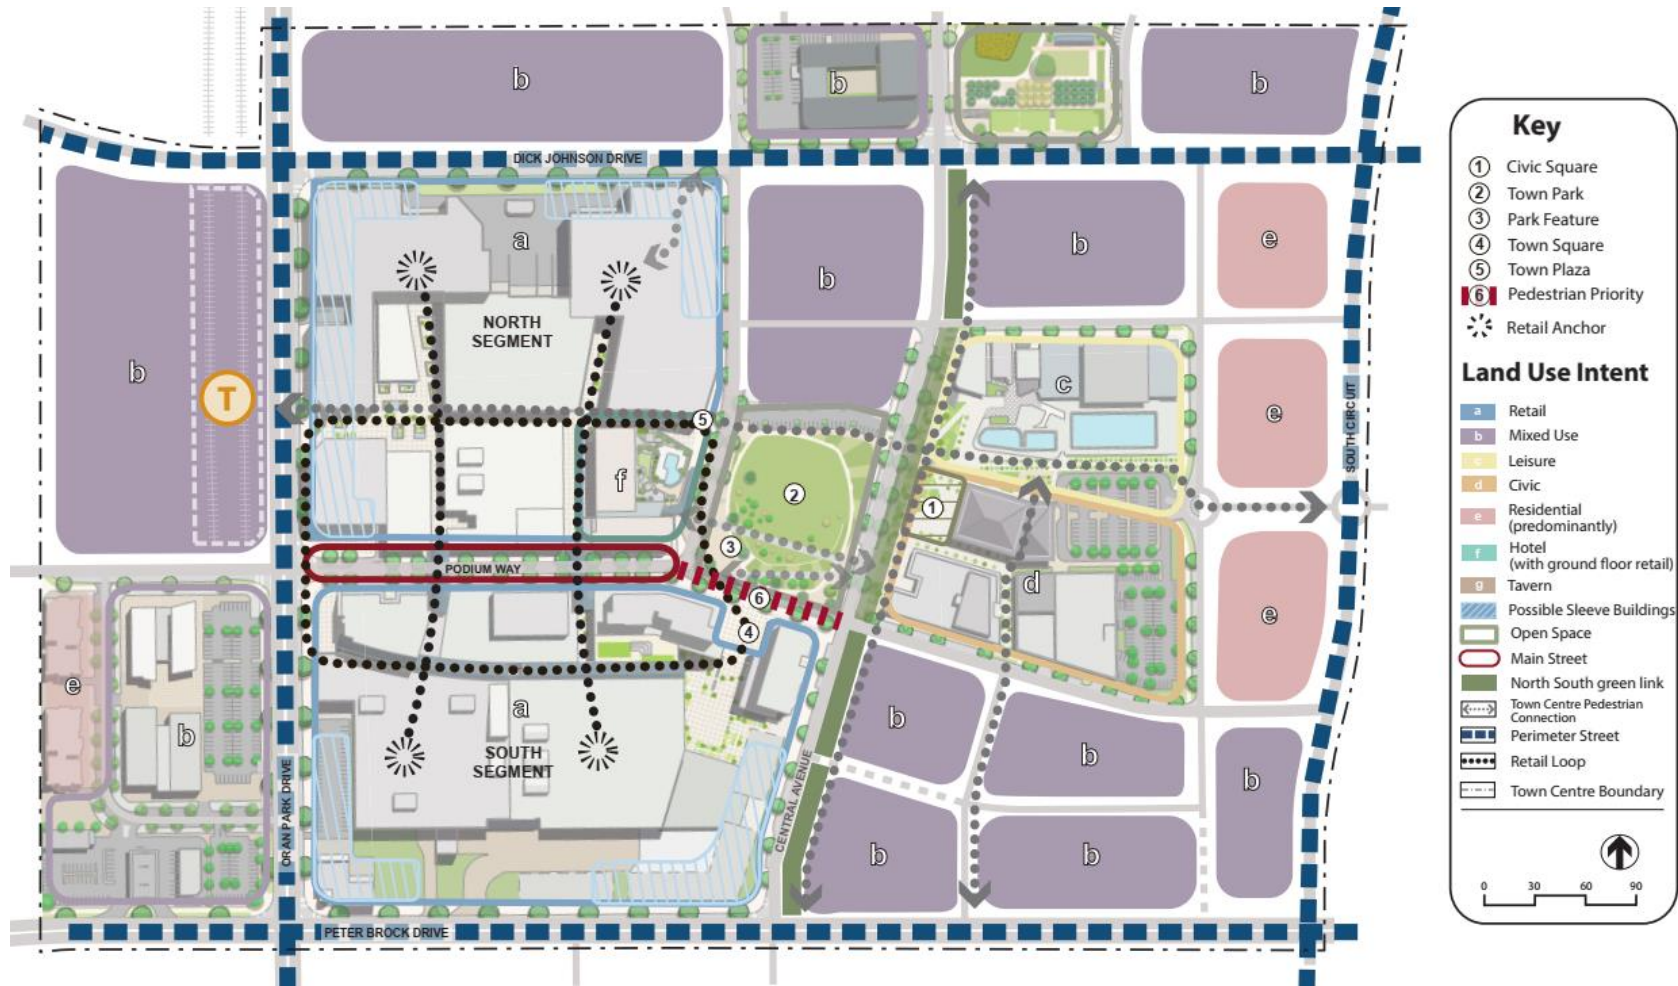 b
b
b
DICK JOHNSON DRIVE
a
b
b
e
b
NORTH
SEGMENT
T
c
e
SOUTH CIRCUIT
5
f
2
1
3
PODIUM WAY
d
6
4
e
e
b
a
SOUTH
SEGMENT
b
b
b
ORAN PARK DRIVE
CENTRAL AVENUE
b
b
PETER BROCK DRIVE
Key
1 Civic Square
2 Town Park
3 Park Feature
4 Town Square
5 Town Plaza
6 Pedestrian Priority
Retail Anchor
Land Use Intent
a Retail
b Mixed Use
c Leisure
d Civic
e Residential
(predominantly)
f Hotel
(with ground floor retail)
g Tavern
Possible Sleeve Buildings
Open Space
Main Street
North South green link
Town Centre Pedestrian
Connection
Perimeter Street
Retail Loop
Town Centre Boundary
0 30 60 90